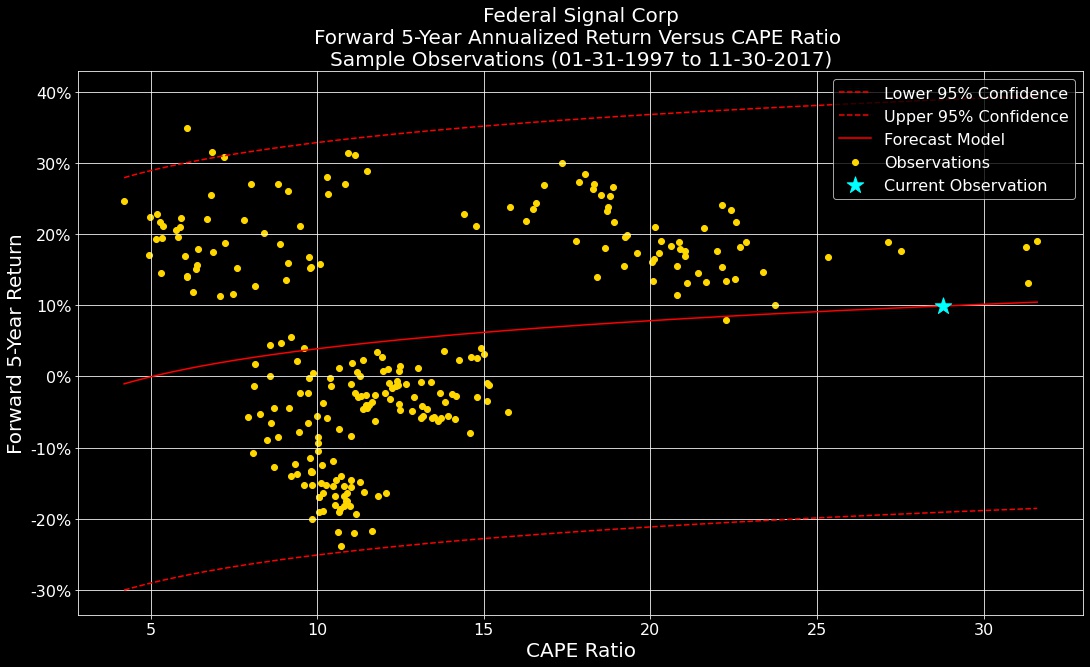 Federal Signal Corp
Forward 5-Year Annualized Return Versus CAPE Ratio
Sample Observations (01-31-1997 to 11-30-2017)
Lower 95% Confidence
Upper 95% Confidence
Forecast Model
Observations
Current Observation
Forward 5-Year Return
40%
30%
20%
10%
0%
-10%
-20%
-30%
5
10
15
20
25
30
CAPE Ratio